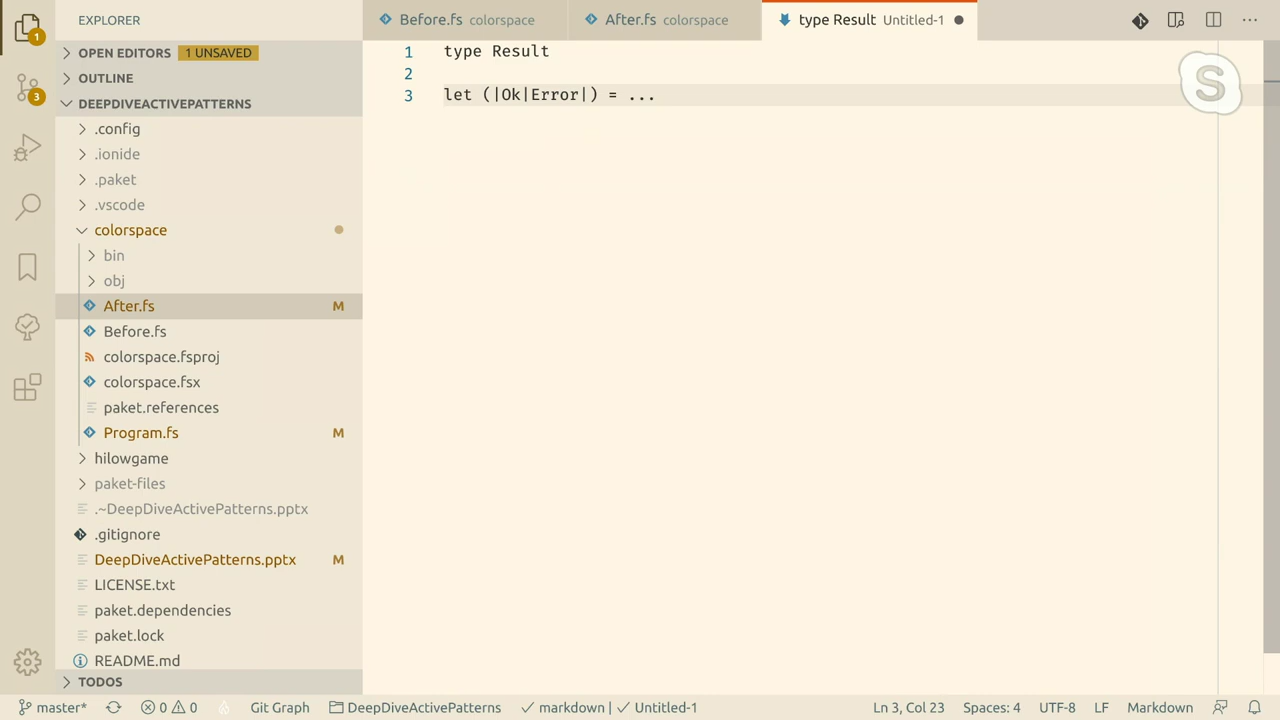 EXPLORER
Before.fs colorspace
After.fs colorspace
type Result Untitled-1
1
OPEN EDITORS 1 UNSAVED
OUTLINE
DEEPDIVEACTIVEPATTERNS
.config
.ionide
.paket
.vscode
colorspace
bin
obj
After.fs M
Before.fs
colorspace.fsproj
colorspace.fsx
paket.references
Program.fs M
hilowgame
paket-files
.~DeepDiveActivePatterns.pptx
.gitignore
DeepDiveActivePatterns.pptx M
LICENSE.txt
paket.dependencies
paket.lock
README.md
TODOS
3
1 type Result
2
3 let (|Ok|Error|) = ...
S
master* 0 0 Git Graph DeepDiveActivePatterns markdown | Untitled-1 Ln 3, Col 23 Spaces: 4 UTF-8 LF Markdown